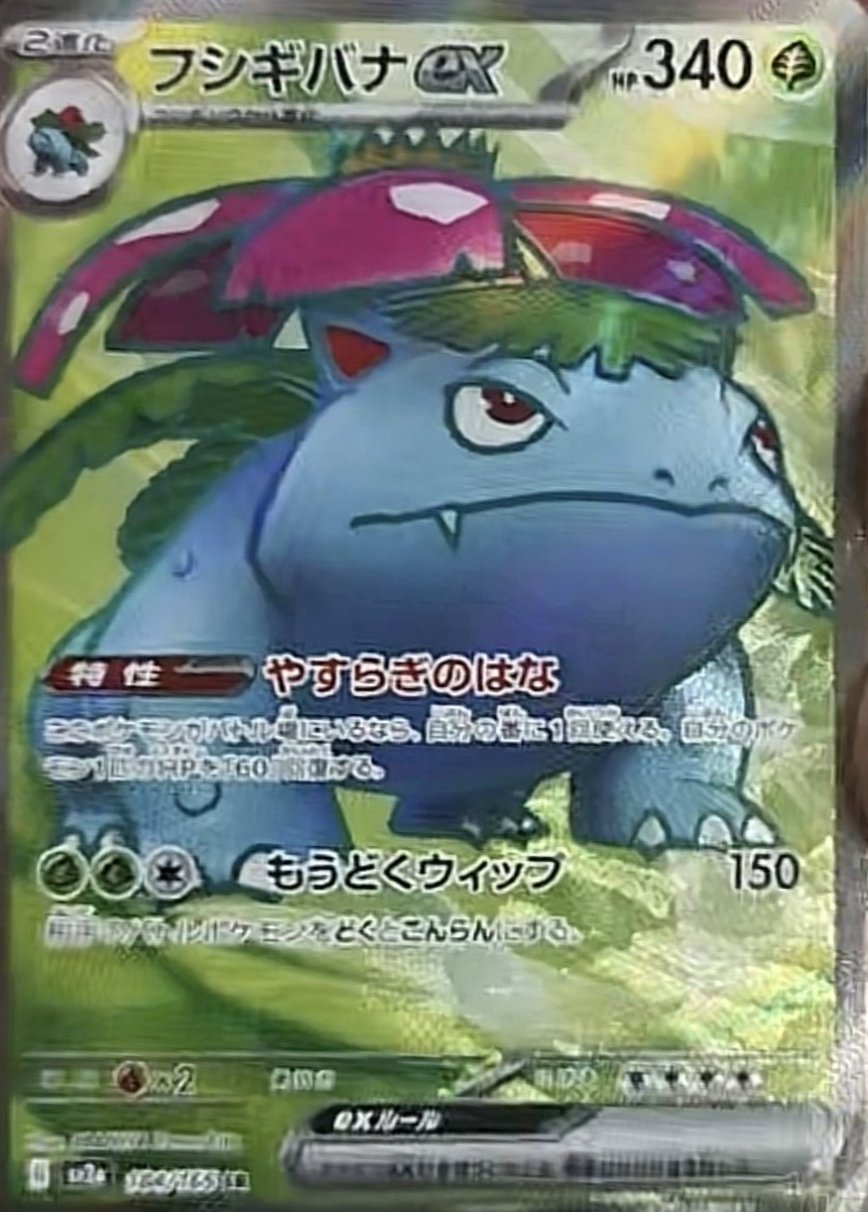 2進化 フシギバナex HP340
特性 やすらぎのはな
このポケモンがバトル場にいるなら、自分の番に1回使える。自分のポケ
モン1匹のHPを「60」回復する。
もうどくウィップ 150
相手のバトルポケモンをどくとこんらんにする。
×2
exルール
184/165 SR